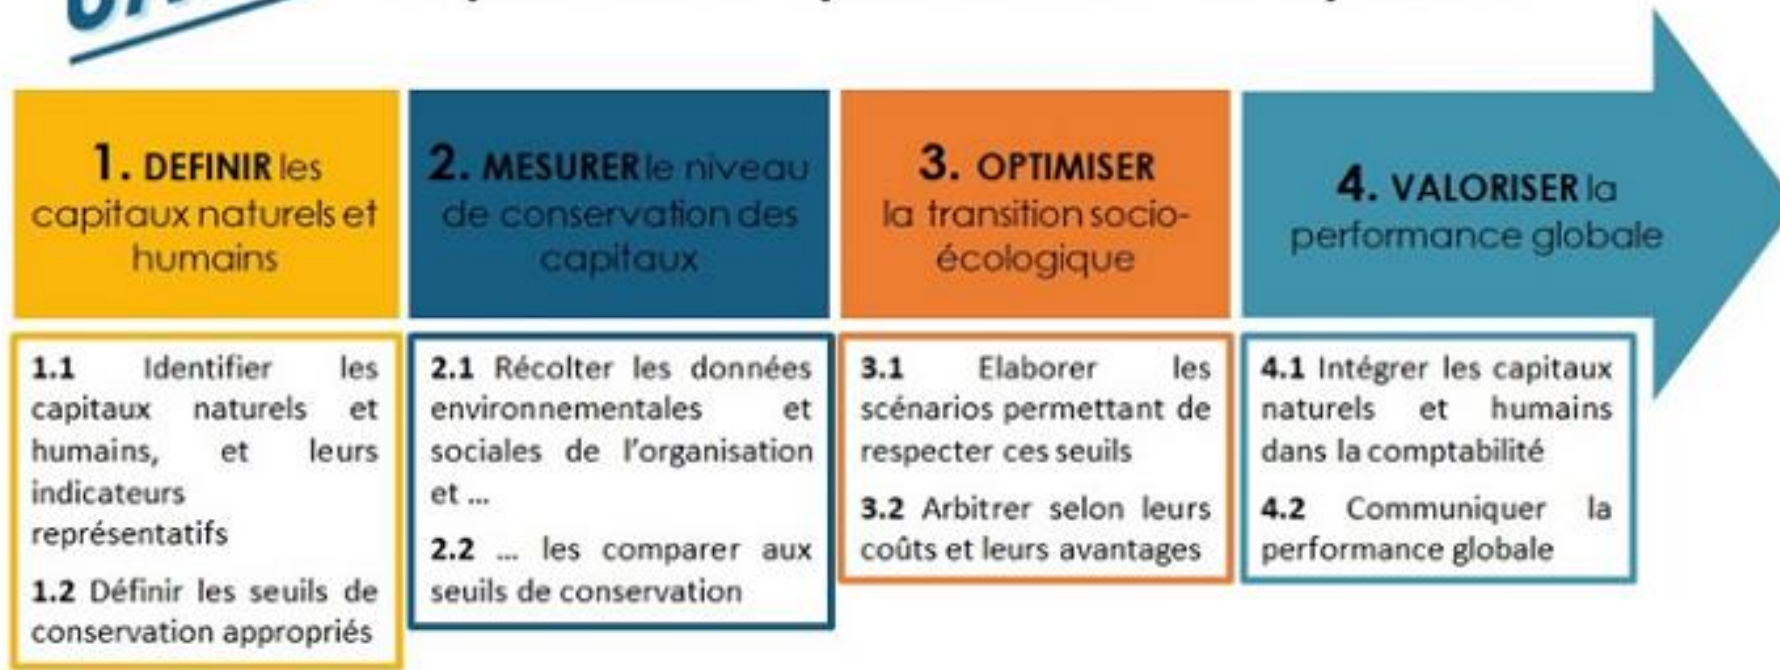 1. DEFINIR les
capitaux naturels et
humains
2. MESURER le niveau
de conservation des
capitaux
3. OPTIMISER
la transition socio-
écologique
4. VALORISER la
performance globale
1.1 Identifier les
capitaux naturels et
humains, et leurs
indicateurs
représentatifs
1.2 Définir les seuils de
conservation appropriés
2.1 Récolter les données
environnementales et
sociales de l'organisation
et ...
2.2 ... les comparer aux
seuils de conservation
3.1 Elaborer les
scénarios permettant de
respecter ces seuils
3.2 Arbitrer selon leurs
coûts et leurs avantages
4.1 Intégrer les capitaux
naturels et humains
dans la comptabilité
4.2 Communiquer la
performance globale